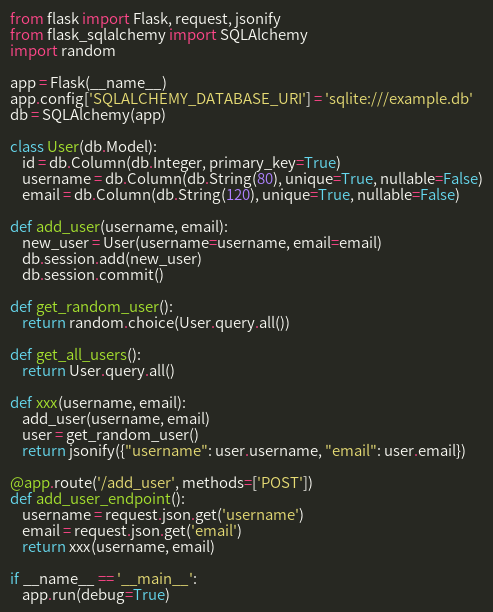 from flask import Flask, request, jsonify
from flask_sqlalchemy import SQLAlchemy
import random

app = Flask(__name__)
app.config['SQLALCHEMY_DATABASE_URI'] = 'sqlite:///example.db'
db = SQLAlchemy(app)

class User(db.Model):
    id = db.Column(db.Integer, primary_key=True)
    username = db.Column(db.String(80), unique=True, nullable=False)
    email = db.Column(db.String(120), unique=True, nullable=False)

def add_user(username, email):
    new_user = User(username=username, email=email)
    db.session.add(new_user)
    db.session.commit()

def get_random_user():
    return random.choice(User.query.all())

def get_all_users():
    return User.query.all()

def xxx(username, email):
    add_user(username, email)
    user = get_random_user()
    return jsonify({"username": user.username, "email": user.email})

@app.route('/add_user', methods=['POST'])
def add_user_endpoint():
    username = request.json.get('username')
    email = request.json.get('email')
    return xxx(username, email)

if __name__ == '__main__':
    app.run(debug=True)